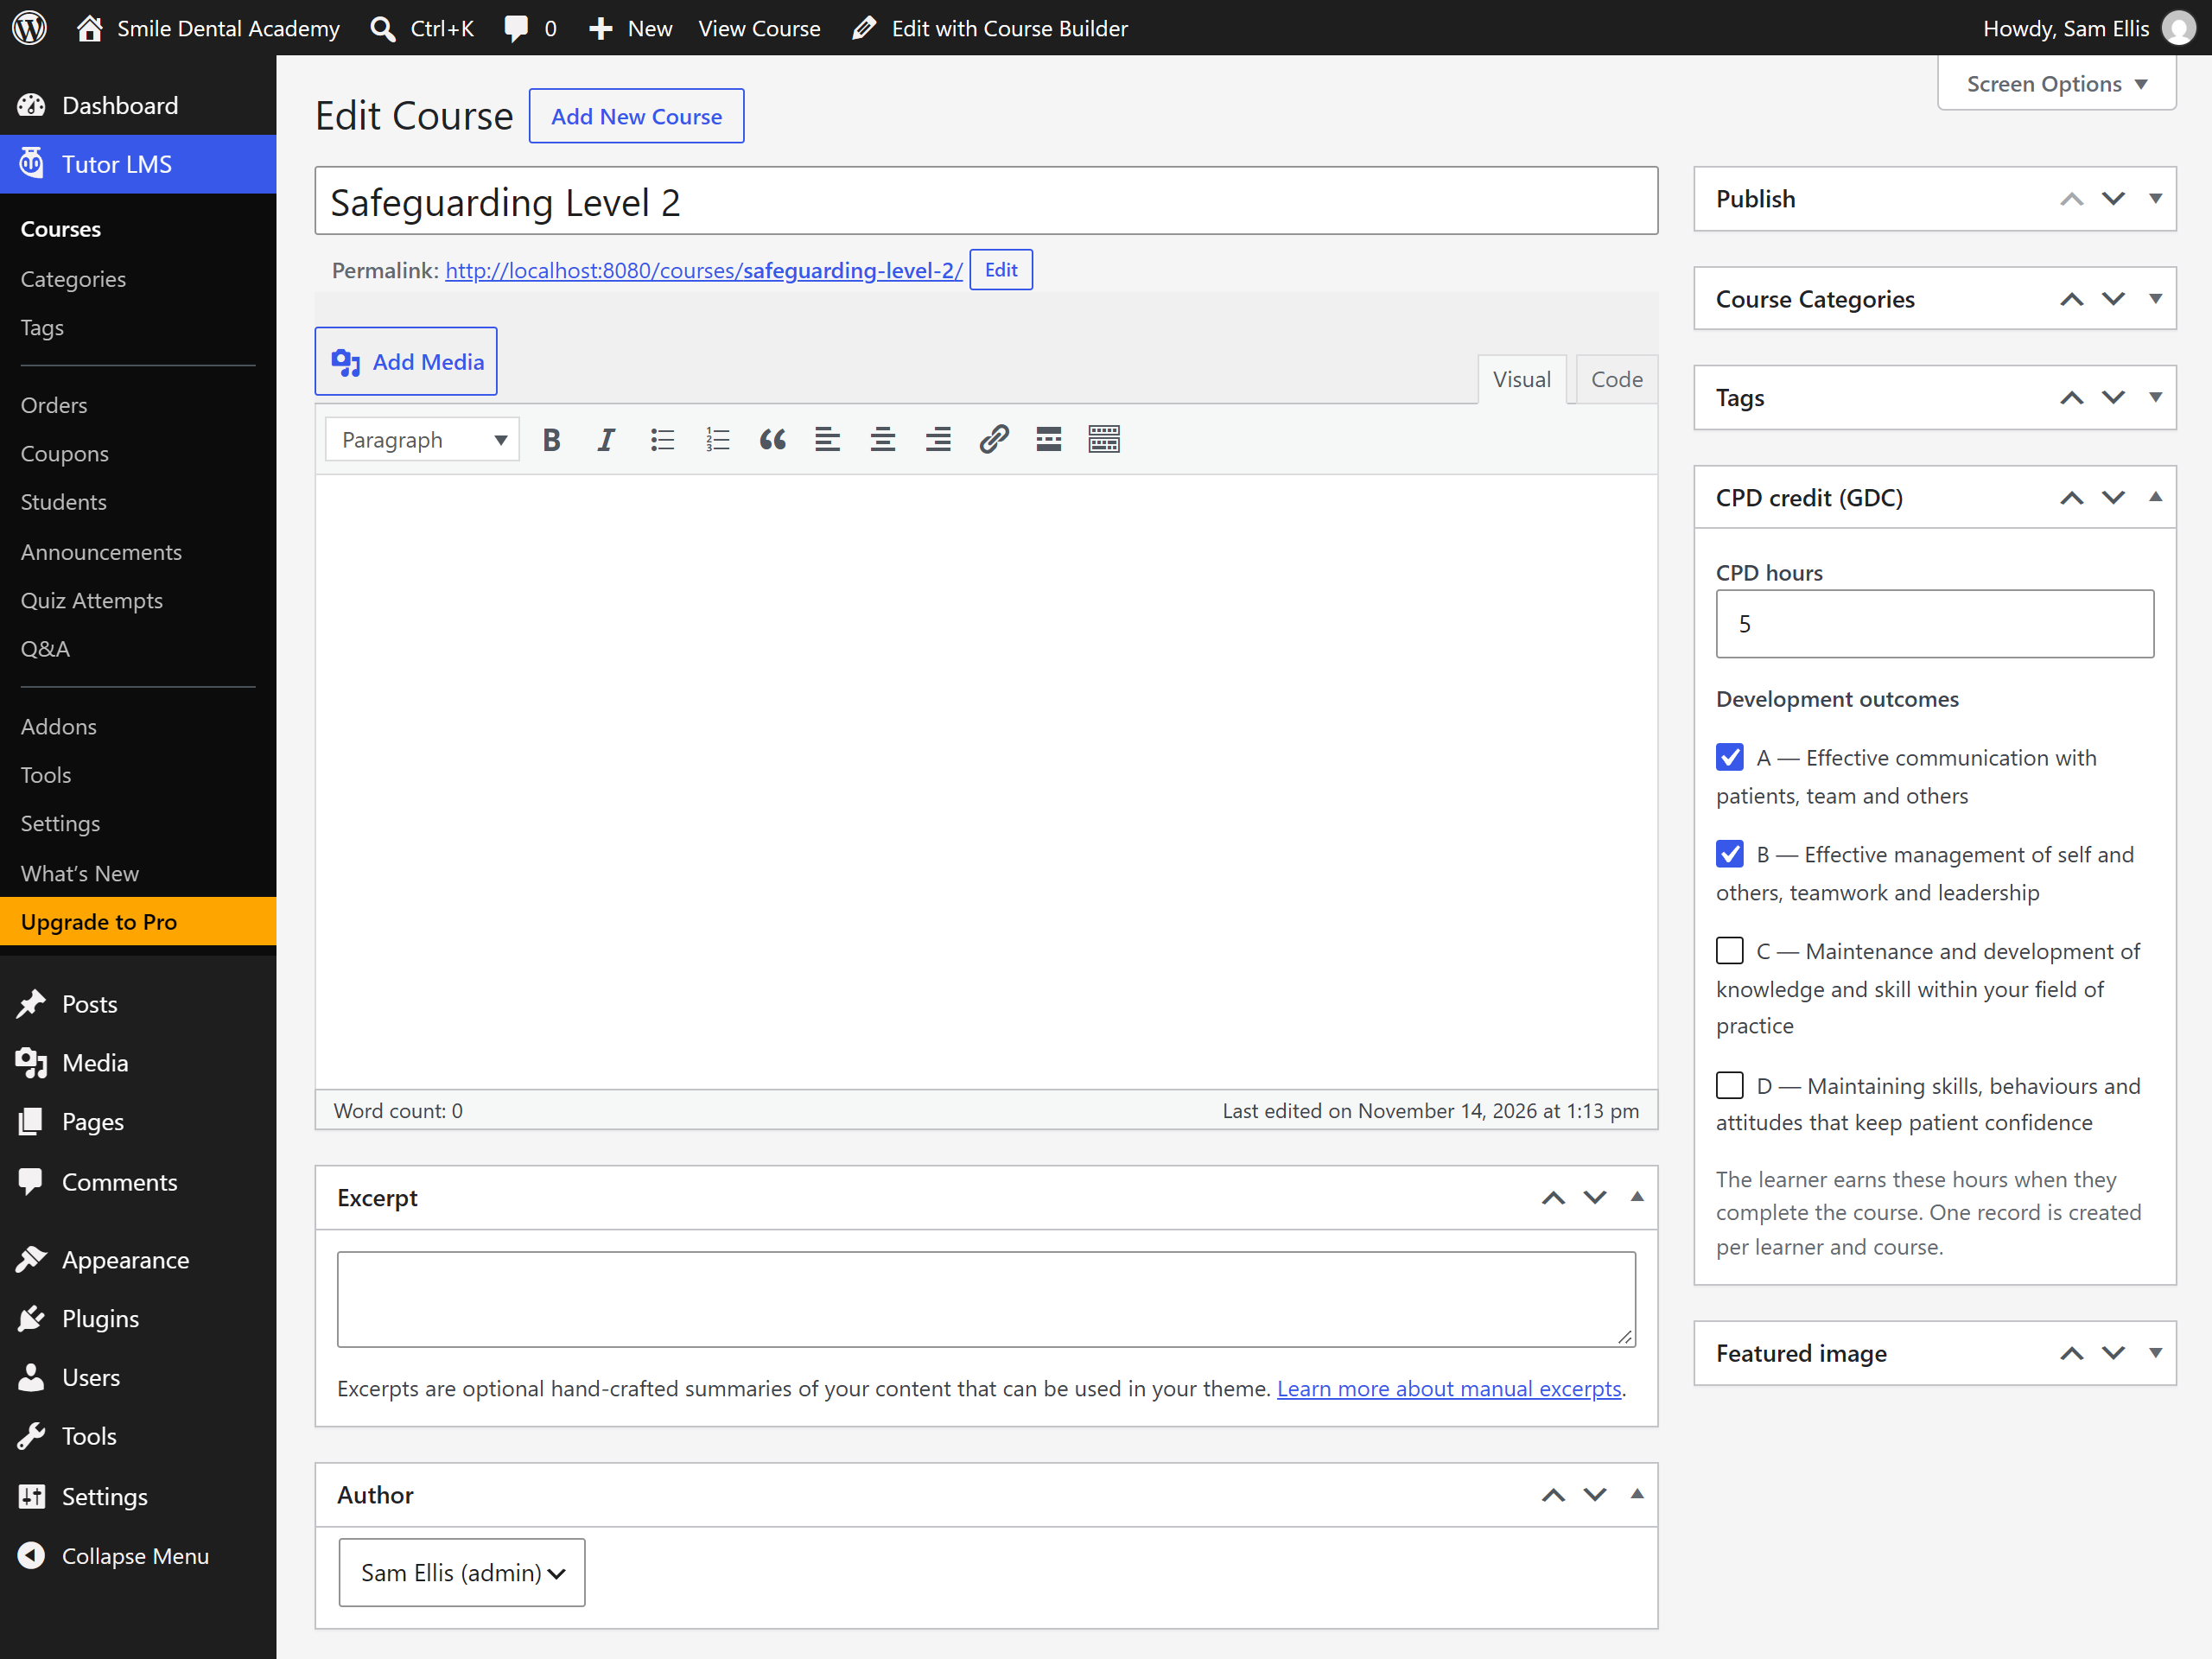 Smile Dental Academy
Ctrl+K
0
New
View Course
Edit with Course Builder
Howdy, Sam Ellis
Dashboard
Tutor LMS
Courses
Categories
Tags
Orders
Coupons
Students
Announcements
Quiz Attempts
Q&A
Addons
Tools
Settings
What’s New
Upgrade to Pro
Posts
Media
Pages
Comments
Appearance
Plugins
Users
Tools
Settings
Collapse Menu
Screen Options
Edit Course
Add New Course
Safeguarding Level 2
Permalink: http://localhost:8080/courses/safeguarding-level-2/ Edit
Add Media
Visual
Code
Paragraph
Word count: 0
Last edited on November 14, 2026 at 1:13 pm
Excerpt
Excerpts are optional hand-crafted summaries of your content that can be used in your theme. Learn more about manual excerpts.
Author
Sam Ellis (admin)
Publish
Course Categories
Tags
CPD credit (GDC)
CPD hours
5
Development outcomes
A — Effective communication with
patients, team and others
B — Effective management of self and
others, teamwork and leadership
C — Maintenance and development of
knowledge and skill within your field of
practice
D — Maintaining skills, behaviours and
attitudes that keep patient confidence
The learner earns these hours when they
complete the course. One record is created
per learner and course.
Featured image